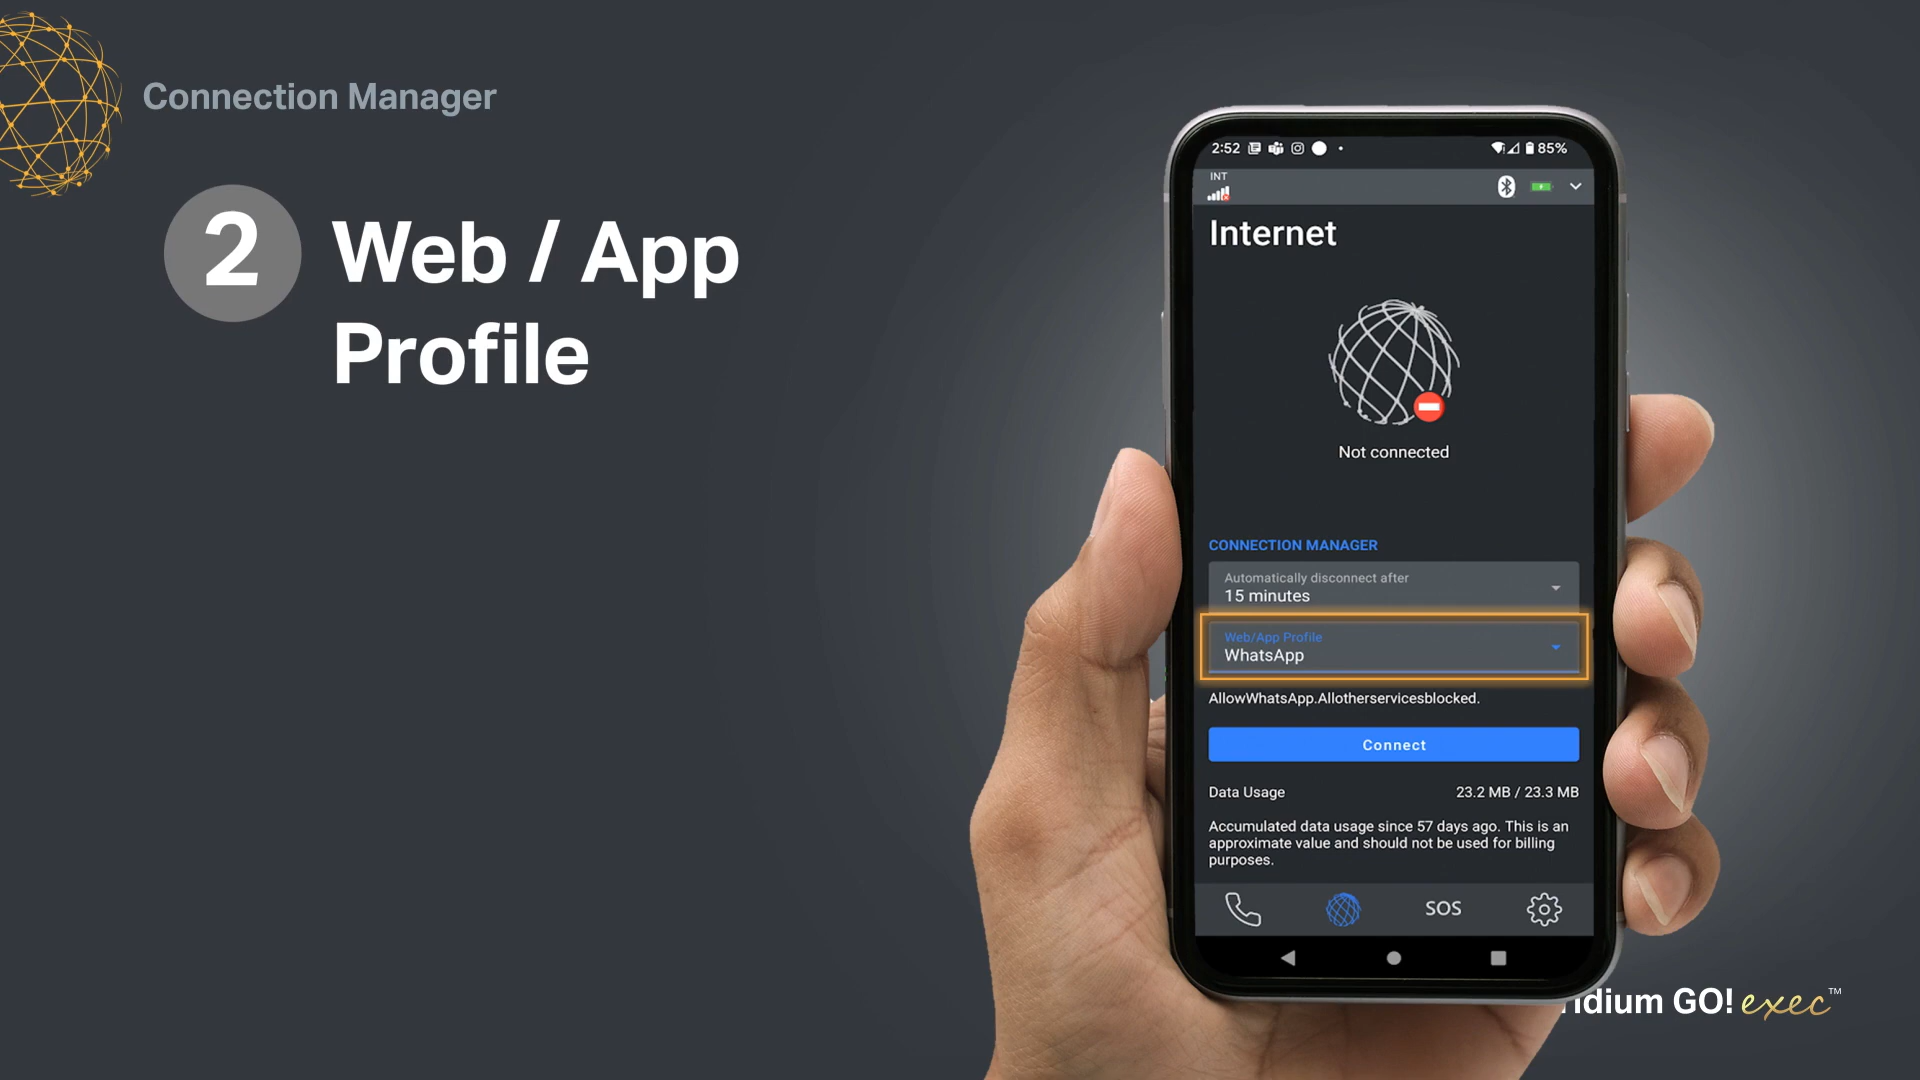 Connection Manager
2
Web / App
Profile
2:52
85%
INT
Internet
Not connected
CONNECTION MANAGER
Automatically disconnect after
15 minutes
Web/App Profile
WhatsApp
AllowWhatsApp.Allotherservicesblocked.
Connect
Data Usage
23.2 MB / 23.3 MB
Accumulated data usage since 57 days ago. This is an
approximate value and should not be used for billing
purposes.
SOS
idium GO! exec™